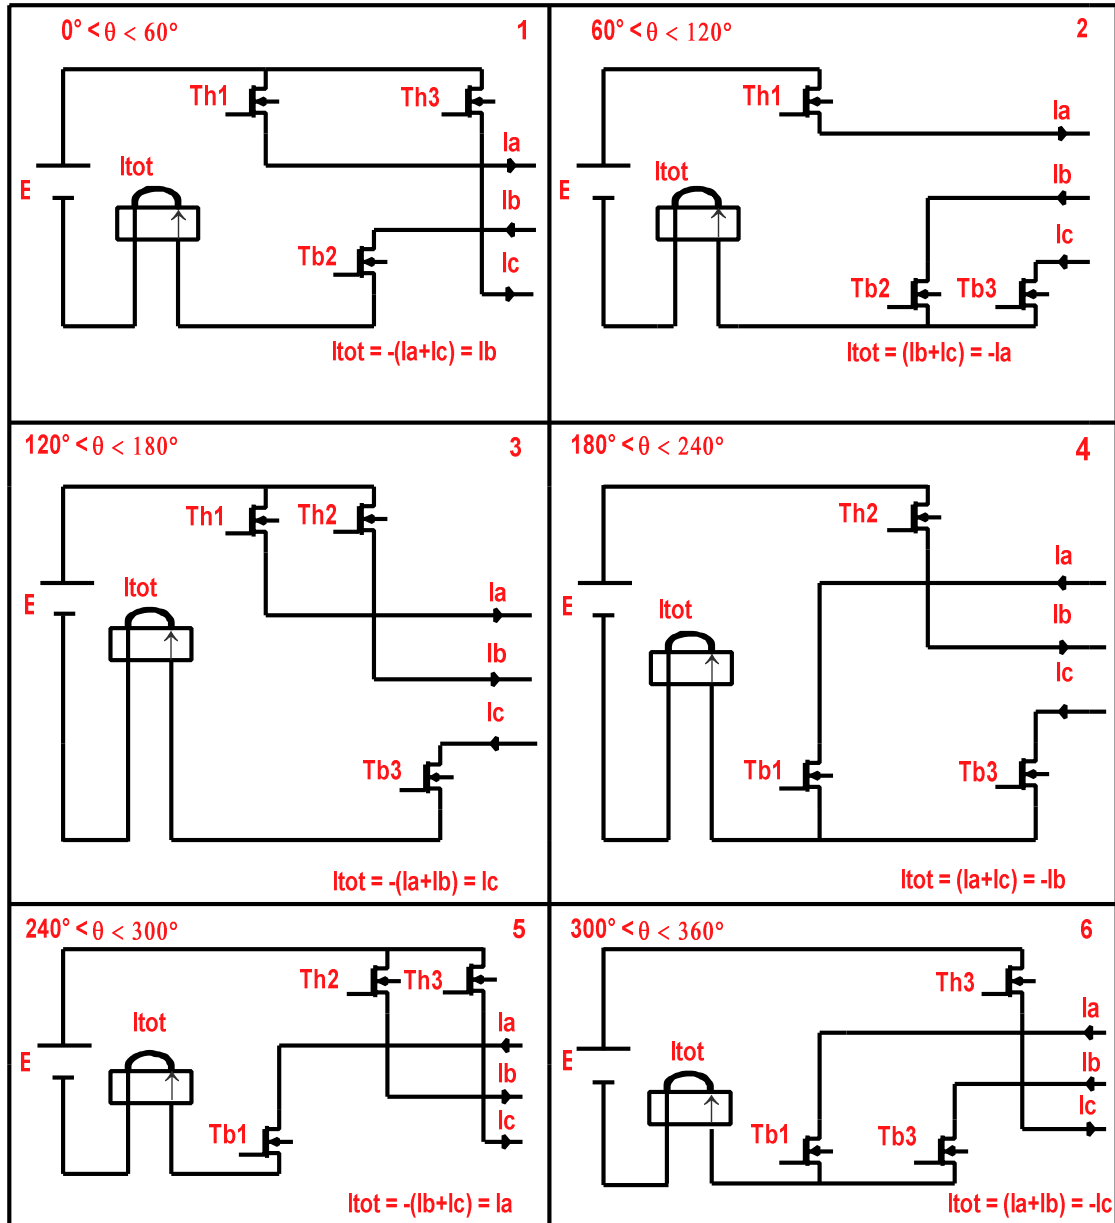 0° < θ < 60° 1
Th1 Th3
Ia
Itot
E
Ib
Tb2
Ic
Itot = -(Ia+Ic) = Ib
60° < θ < 120° 2
Th1
Ia
Itot
Ib
E
Ic
Tb2 Tb3
Itot = (Ib+Ic) = -Ia
120° < θ < 180° 3
Th1 Th2
Itot
Ia
E
Ib
Ic
Tb3
Itot = -(Ia+Ib) = Ic
180° < θ < 240° 4
Th2
Ia
E
Itot
Ib
Ic
Tb1 Tb3
Itot = (Ia+Ic) = -Ib
240° < θ < 300° 5
Th2 Th3
Itot
Ia
E
Ib
Ic
Tb1
Itot = -(Ib+Ic) = Ia
300° < θ < 360° 6
Th3
Ia
Itot
E
Ib
Ic
Tb1 Tb3
Itot = (Ia+Ib) = -Ic